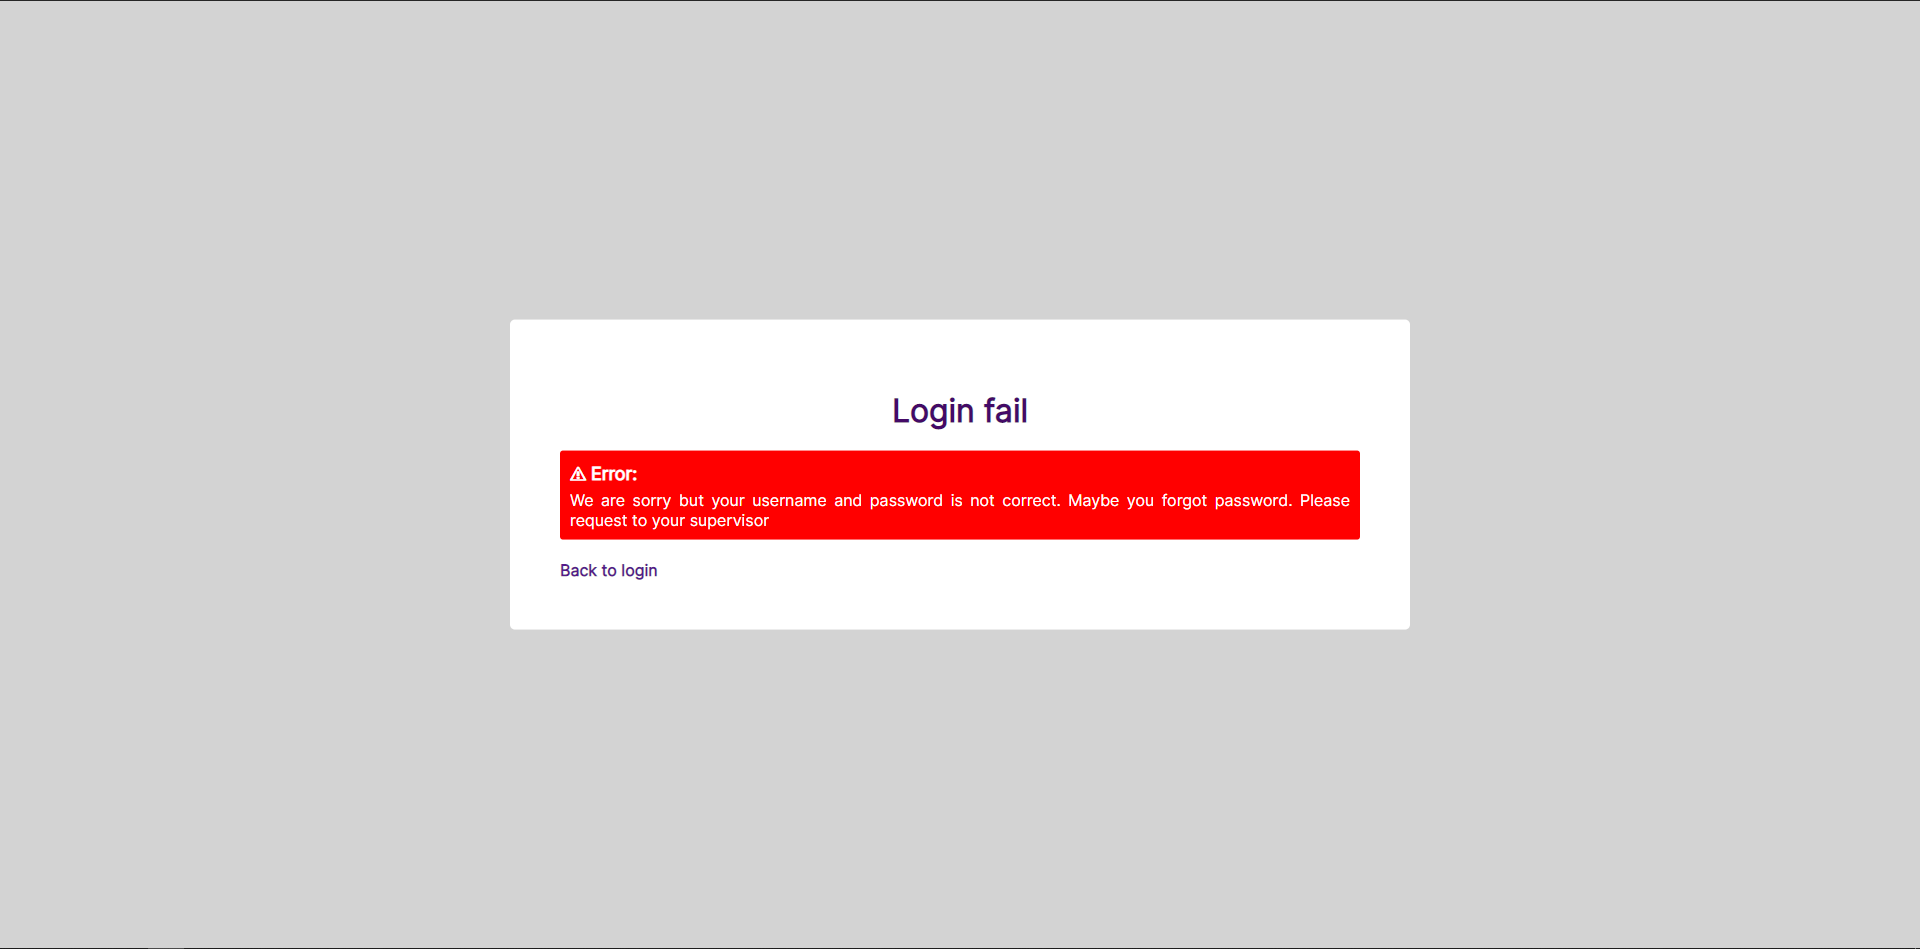 Login fail
⚠ Error:
We are sorry but your username and password is not correct. Maybe you forgot password. Please
request to your supervisor
Back to login